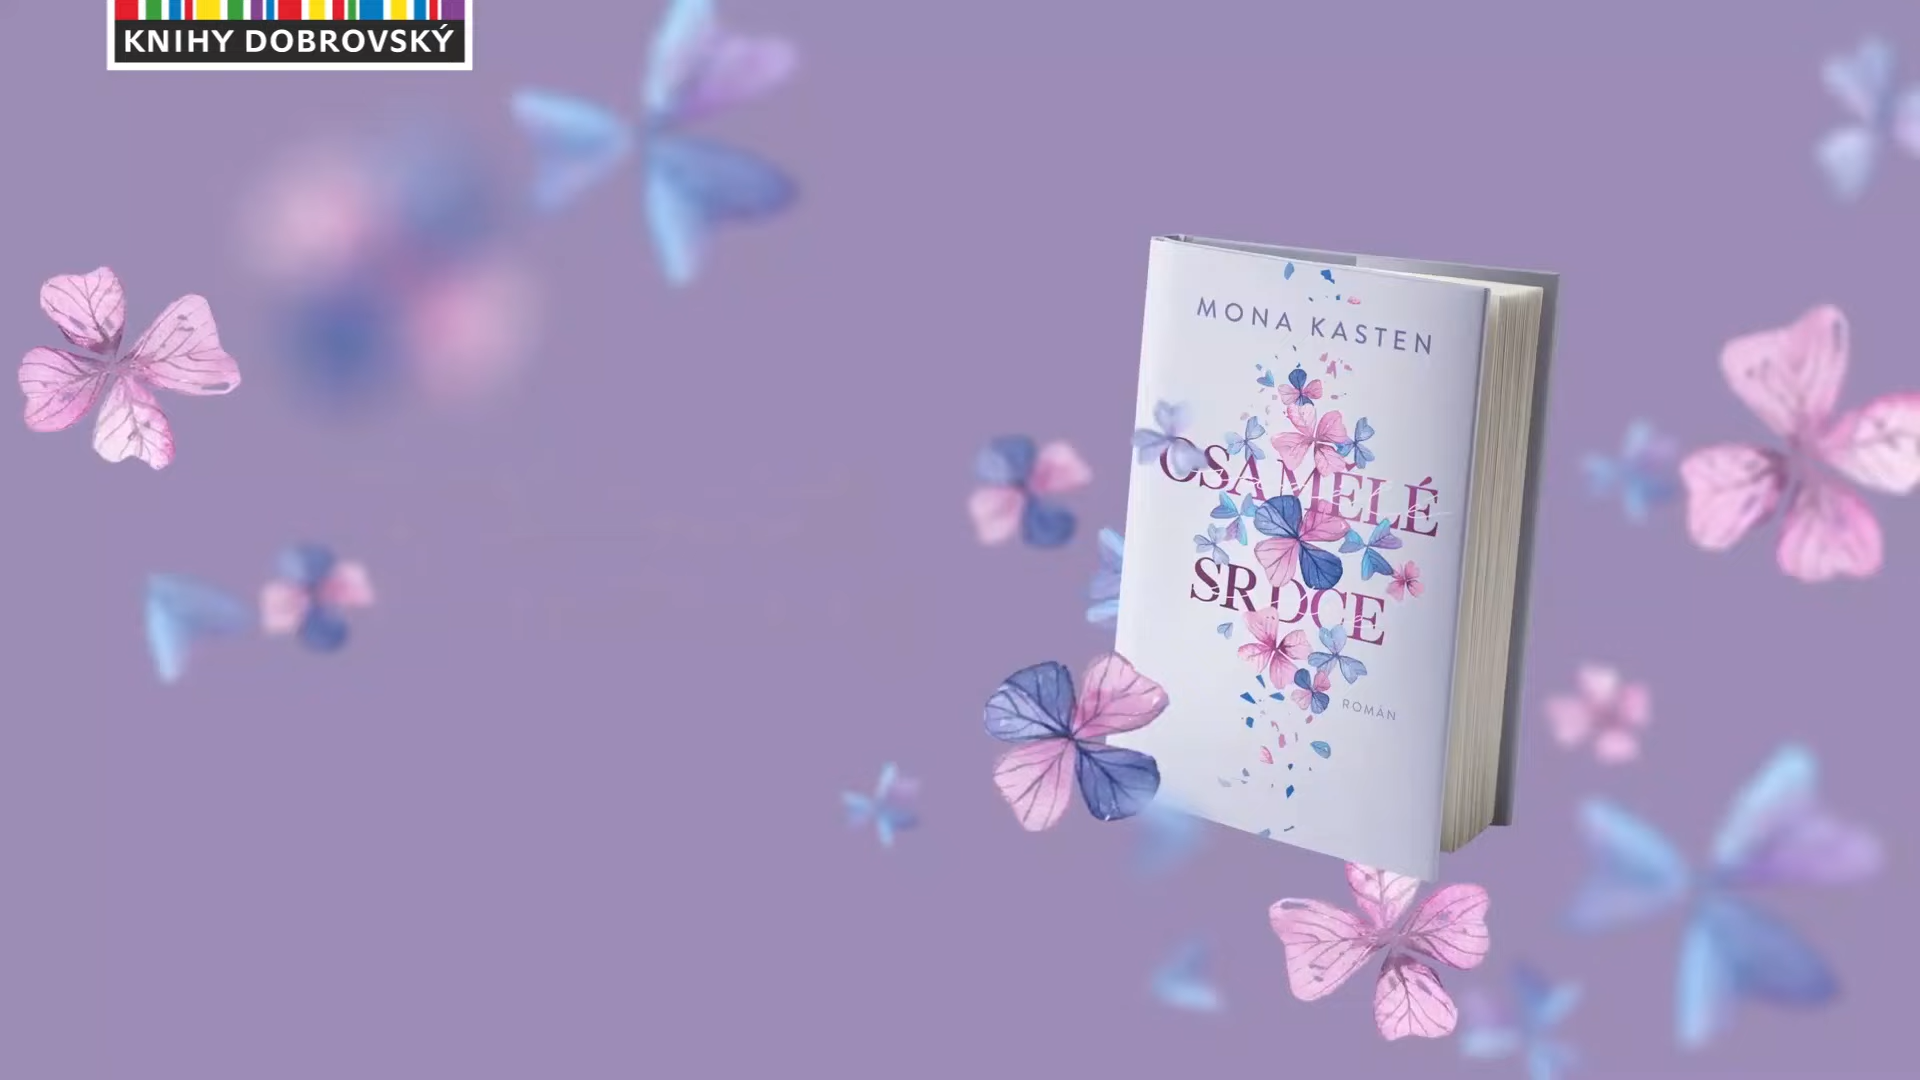 KNIHY DOBROVSKÝ
MONA KASTEN
OSAMĚLÉ
SRDCE
ROMÁN